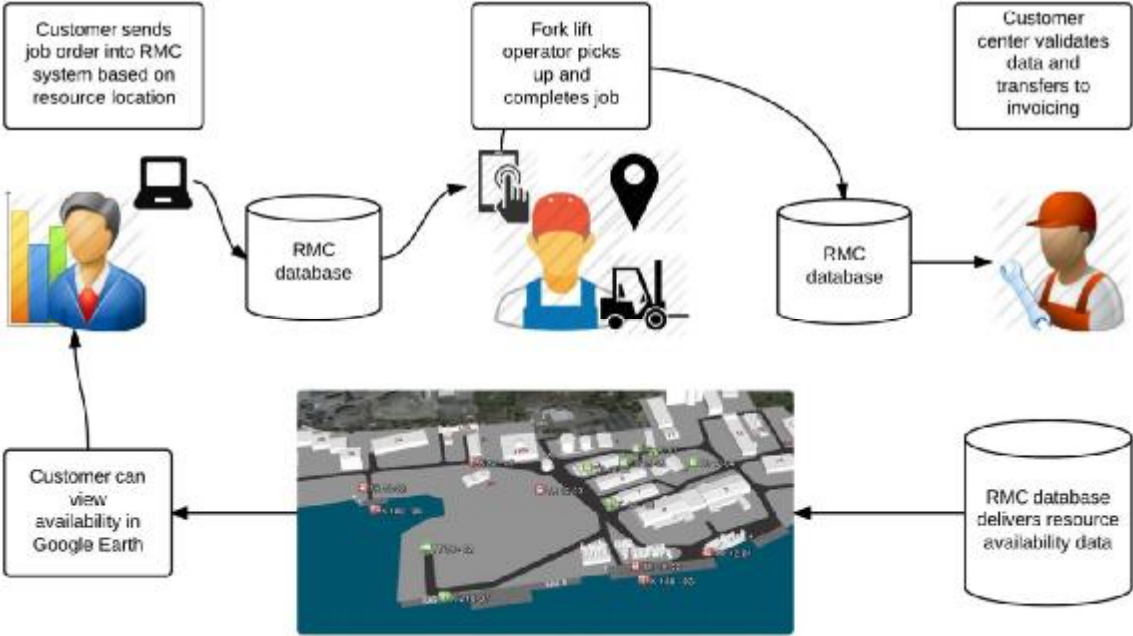 Customer sends
job order into RMC
system based on
resource location
Fork lift
operator picks
up and
completes job
Customer
center validates
data and
transfers to
invoicing
RMC
database
RMC
database
Customer can
view
availability in
Google Earth
RMC database
delivers resource
availability data